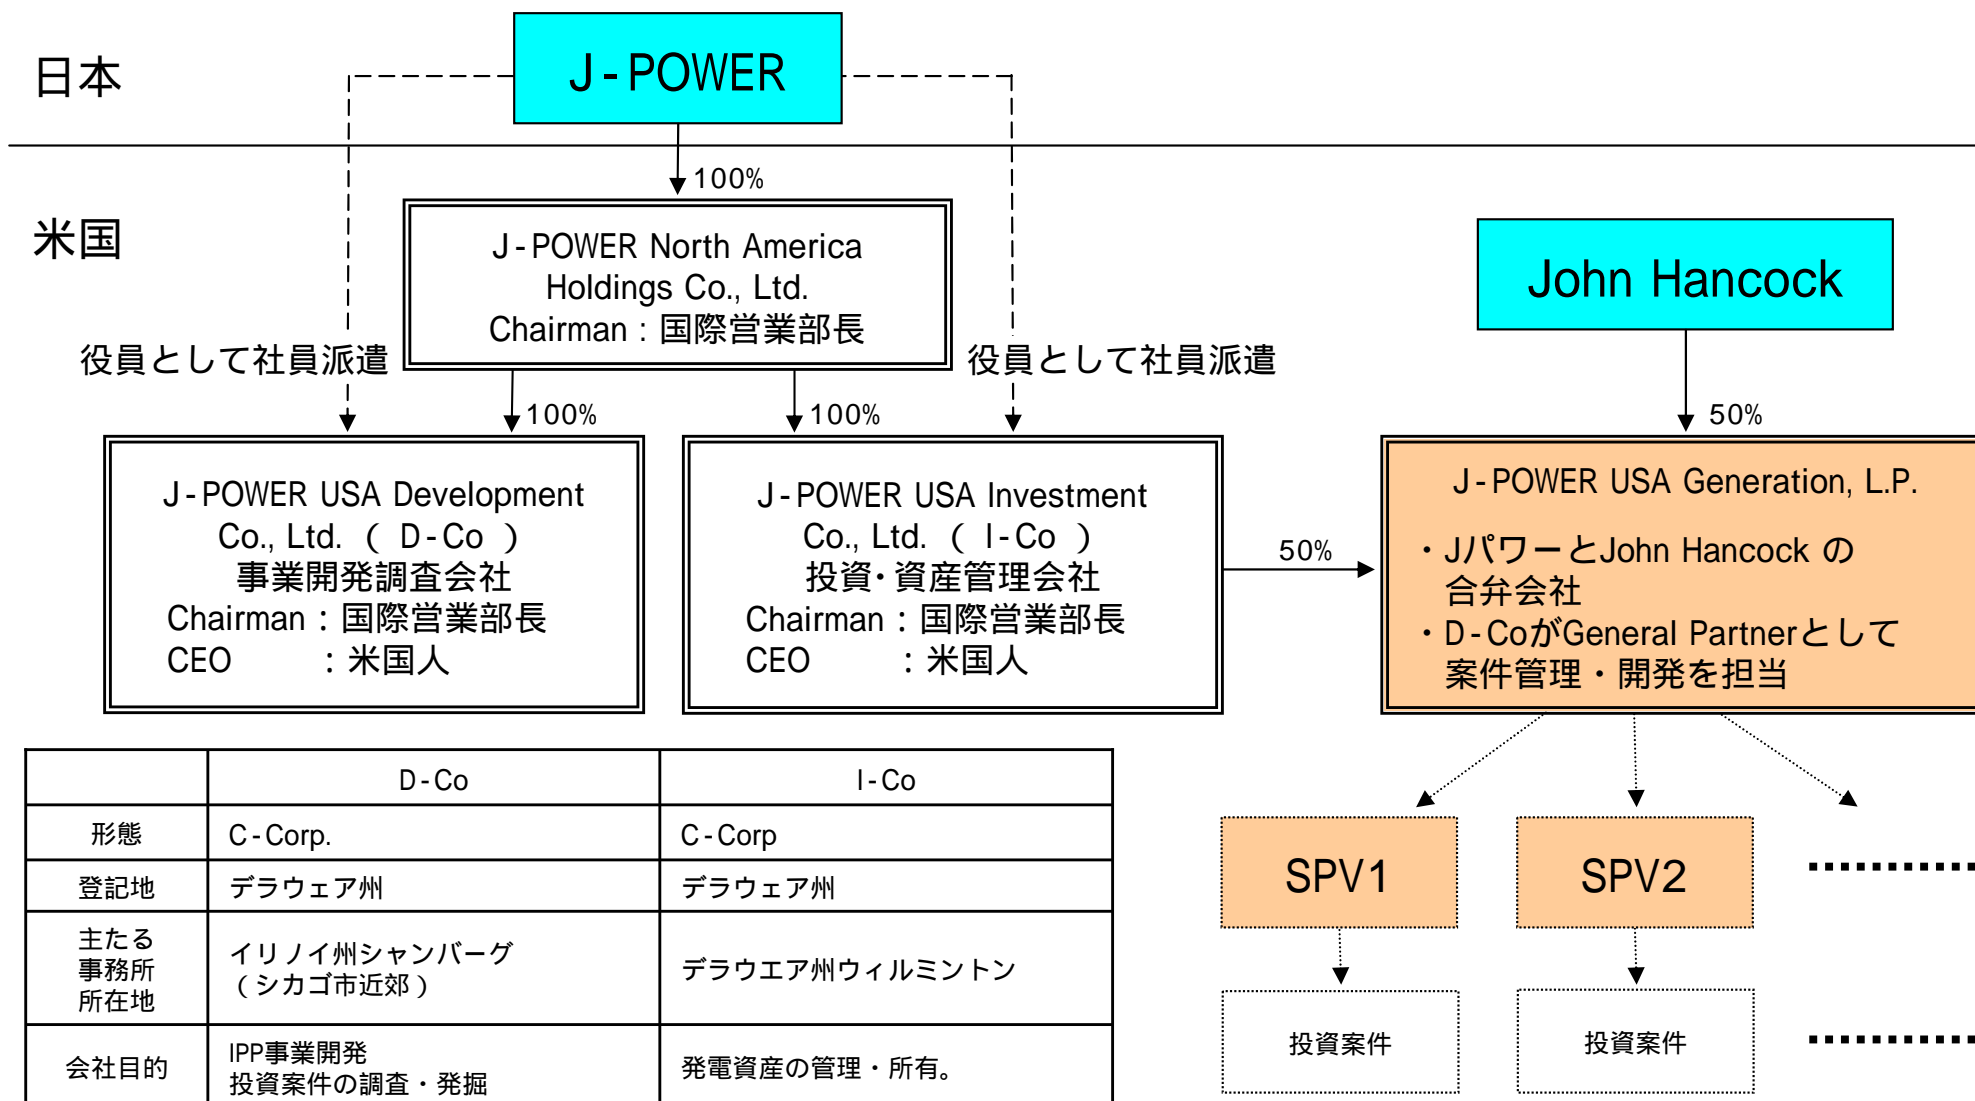 日本
J-POWER
100%
米国
J-POWER North America
Holdings Co., Ltd.
Chairman：国際営業部長
John Hancock
役員として社員派遣
役員として社員派遣
100%
100%
50%
J-POWER USA Development
Co., Ltd.（ D-Co ）
事業開発調査会社
Chairman：国際営業部長
CEO ：米国人
J-POWER USA Investment
Co., Ltd.（ I-Co ）
投資・資産管理会社
Chairman：国際営業部長
CEO ：米国人
50%
J-POWER USA Generation, L.P.
・JパワーとJohn Hancock の
合弁会社
・D-CoがGeneral Partnerとして
案件管理・開発を担当
D-Co I-Co
形態 C-Corp. C-Corp
登記地 デラウェア州 デラウェア州
主たる
事務所
所在地
イリノイ州シャンバーグ
（シカゴ市近郊）
デラウエア州ウィルミントン
会社目的
IPP事業開発
投資案件の調査・発掘
発電資産の管理・所有。
SPV1
SPV2
投資案件
投資案件